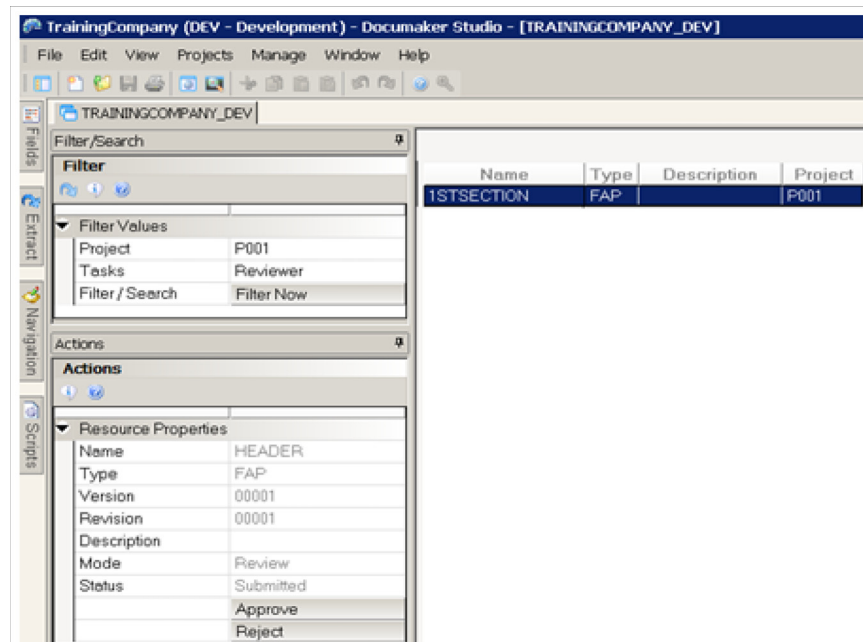 TrainingCompany (DEV - Development) - Documaker Studio - [TRAININGCOMPANY_DEV]
File Edit View Projects Manage Window Help
TRAININGCOMPANY_DEV
Fields
Extract
Navigation
Scripts
Filter/Search
Filter
Filter Values
Project P001
Tasks Reviewer
Filter / Search Filter Now
Actions
Actions
Resource Properties
Name HEADER
Type FAP
Version 00001
Revision 00001
Description
Mode Review
Status Submitted
Approve
Reject
Name Type Description Project
1STSECTION FAP P001